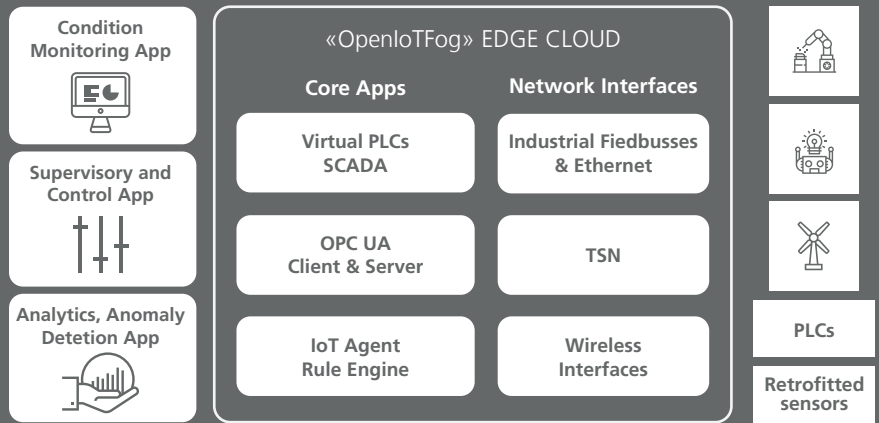 Condition
Monitoring App
Supervisory and
Control App
Analytics, Anomaly
Detetion App
«OpenIoTFog» EDGE CLOUD
Core Apps
Virtual PLCs
SCADA
OPC UA
Client & Server
IoT Agent
Rule Engine
Network Interfaces
Industrial Fiedbusses
& Ethernet
TSN
Wireless
Interfaces
PLCs
Retrofitted
sensors